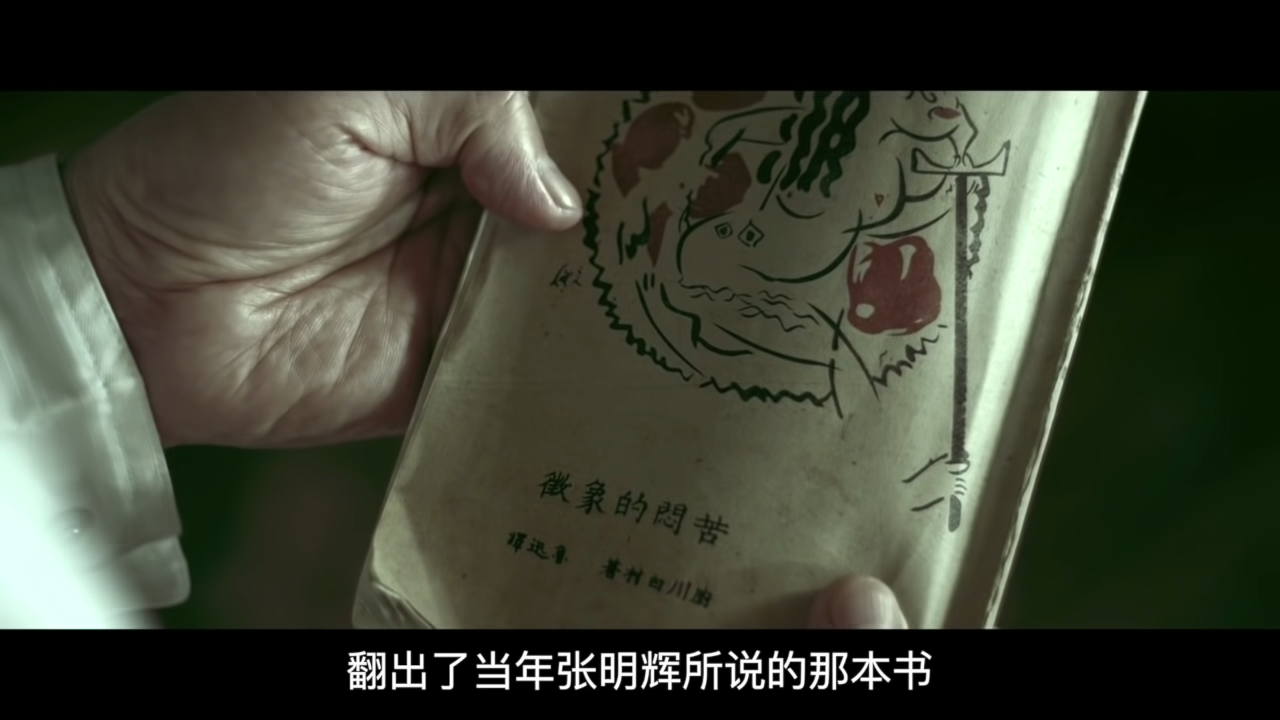 徵象的悶苦
譯迅魯 著村白川廚
翻出了当年张明辉所说的那本书